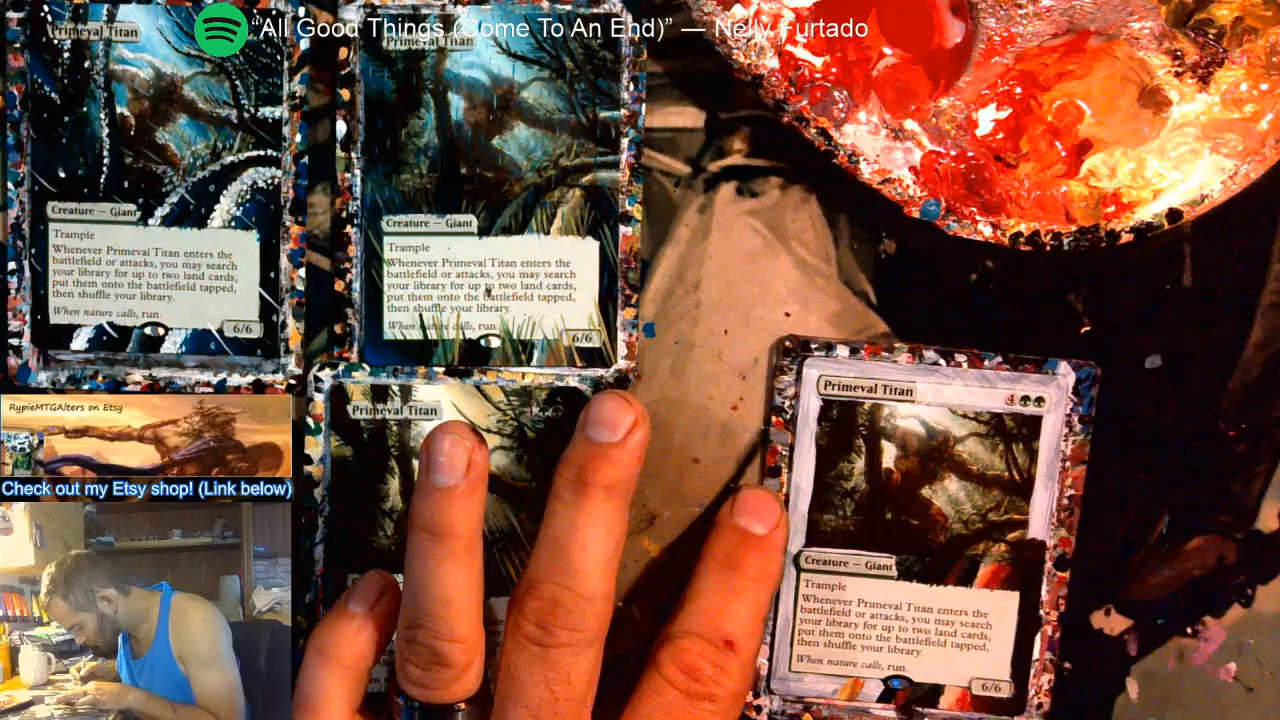 "All Good Things (Come To An End)" — Nelly Furtado
Primeval Titan
Creature — Giant
Trample
Whenever Primeval Titan enters the
battlefield or attacks, you may search
your library for up to two land cards,
put them onto the battlefield tapped,
then shuffle your library.
When nature calls, run.
6/6
Primeval Titan
Creature — Giant
Trample
Whenever Primeval Titan enters the
battlefield or attacks, you may search
your library for up to two land cards,
put them onto the battlefield tapped,
then shuffle your library.
When nature calls, run.
6/6
RypieMTGAlters on Etsy
Check out my Etsy shop! (Link below)
Primeval Titan
Primeval Titan 4
Creature — Giant
Trample
Whenever Primeval Titan enters the
battlefield or attacks, you may search
your library for up to two land cards,
put them onto the battlefield tapped,
then shuffle your library.
When nature calls, run.
6/6